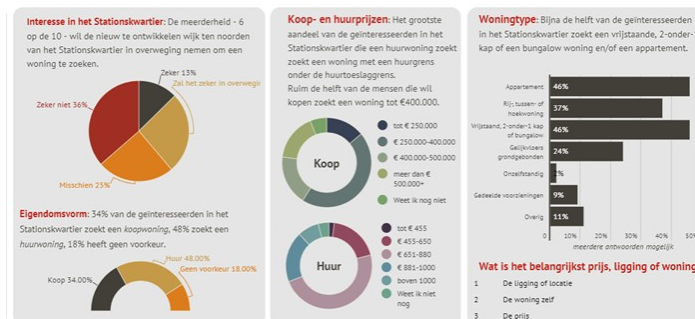 Interesse in het Stationskwartier: De meerderheid - 6
op de 10 - wil de nieuw te ontwikkelen wijk ten noorden
van het Stationskwartier in overweging nemen om een
woning te zoeken.
Zeker 13%
Zal het zeker in overwegin
Zeker niet 36%
Misschien 23%
Eigendomsvorm: 34% van de geïnteresseerden in het
Stationskwartier zoekt een koopwoning, 48% zoekt een
huurwoning, 18% heeft geen voorkeur.
Huur 48.00%
Geen voorkeur 18.00%
Koop 34.00%
Koop- en huurprijzen: Het grootste
aandeel van de geïnteresseerden in het
Stationskwartier die een huurwoning zoekt
zoekt een woning met een huurgrens
onder de huurtoeslaggrens.
Ruim de helft van de mensen die wil
kopen zoekt een woning tot €400.000.
Koop
tot € 250.000
€ 250.000-400.000
€ 400.000-500.000
meer dan €
500.000+
Weet ik nog niet
Huur
tot € 455
€ 455-650
€ 651-880
€ 881-1000
boven 1000
Weet ik niet
nog
Woningtype: Bijna de helft van de geïnteresseerden
in het Stationskwartier zoekt een vrijstaande, 2-onder-
kap of een bungalow woning en/of een appartement.
Appartement 46%
Rij-, tussen- of
hoekwoning 37%
Vrijstaand, 2-onder-1 kap
of bungalow 46%
Gelijkvloers
grondgebonden 24%
Onzelfstandig 2%
Gedeelde voorzieningen 9%
Overig 11%
0 10% 20% 30% 40% 50%
meerdere antwoorden mogelijk
Wat is het belangrijkst prijs, ligging of woning
1 De ligging of locatie
2 De woning zelf
3 De prijs